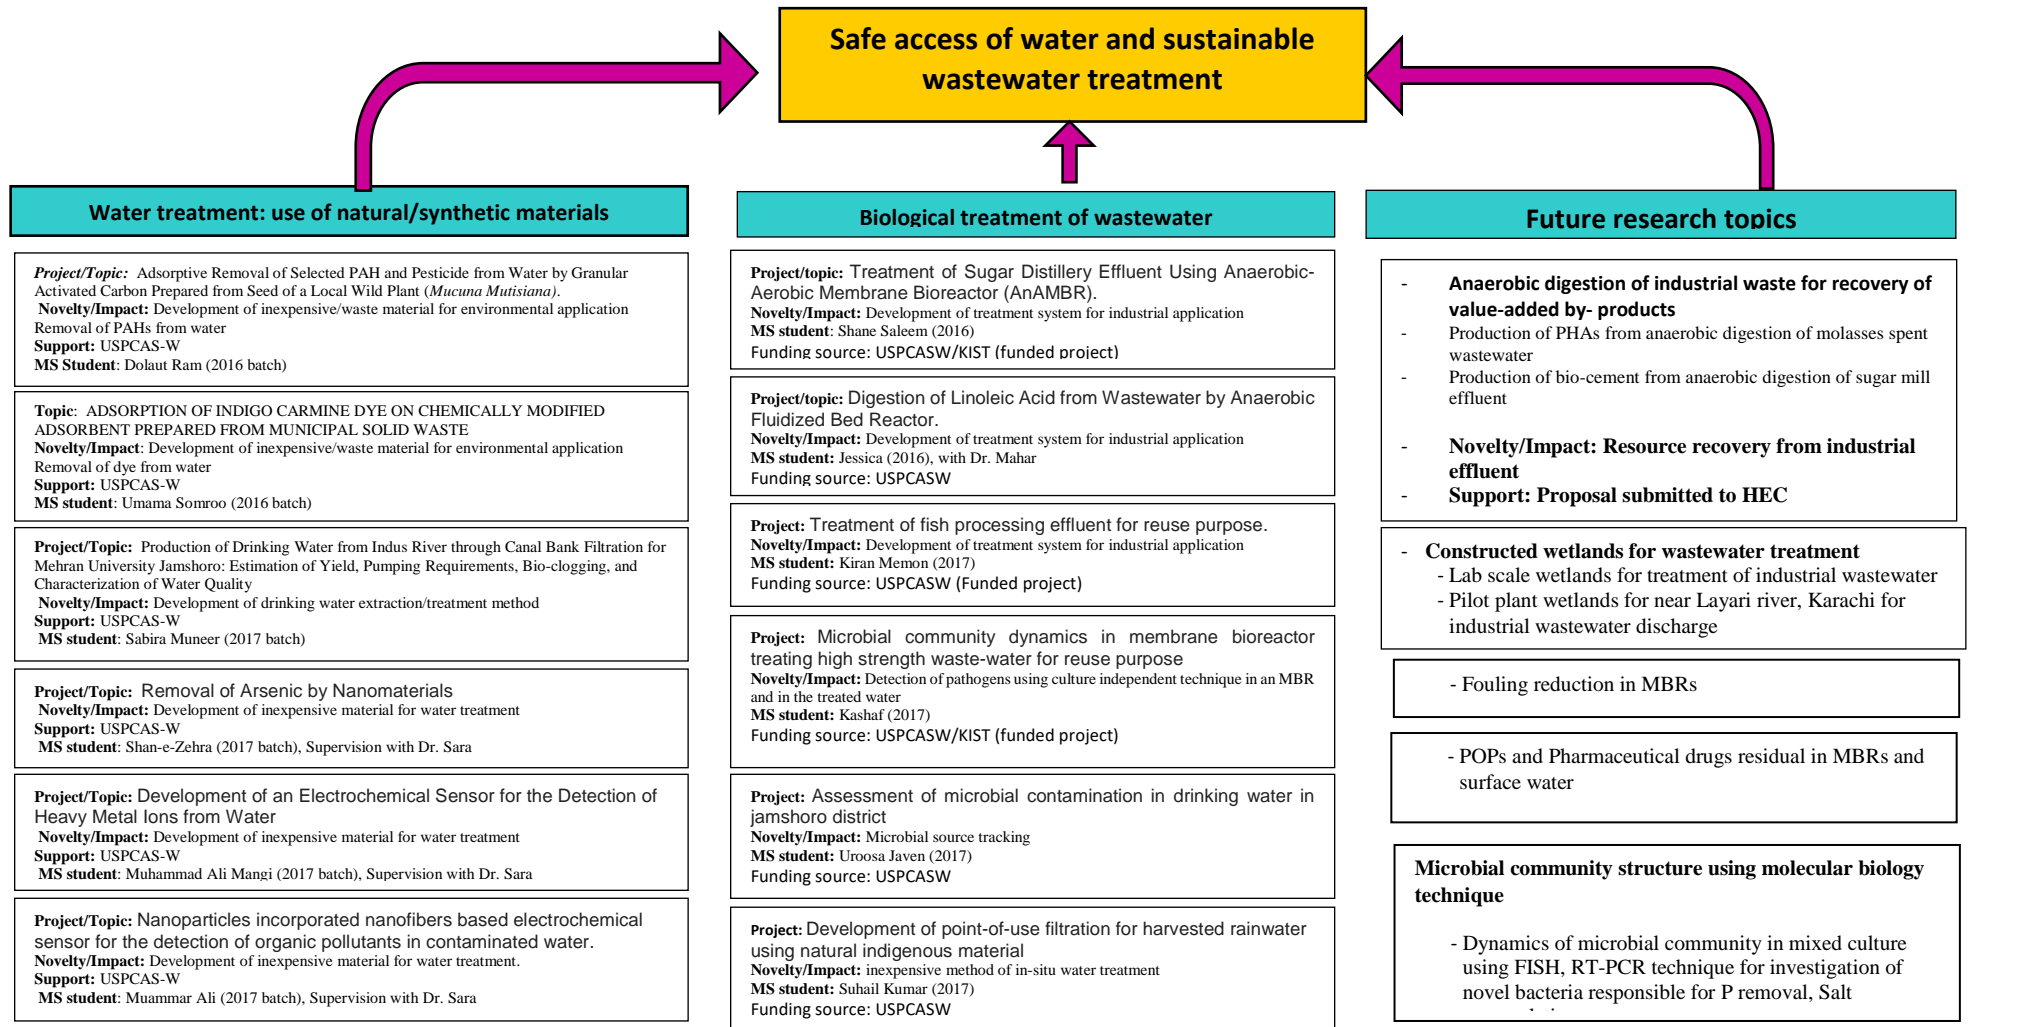 Safe access of water and sustainable
wastewater treatment
Water treatment: use of natural/synthetic materials
Project/Topic: Adsorptive Removal of Selected PAH and Pesticide from Water by Granular
Activated Carbon Prepared from Seed of a Local Wild Plant (Mucuna Mutisiana).
Novelty/Impact: Development of inexpensive/waste material for environmental application
Removal of PAHs from water
Support: USPCAS-W
MS Student: Dolaut Ram (2016 batch)
Topic: ADSORPTION OF INDIGO CARMINE DYE ON CHEMICALLY MODIFIED
ADSORBENT PREPARED FROM MUNICIPAL SOLID WASTE
Novelty/Impact: Development of inexpensive/waste material for environmental application
Removal of dye from water
Support: USPCAS-W
MS student: Umama Somroo (2016 batch)
Project/Topic: Production of Drinking Water from Indus River through Canal Bank Filtration for
Mehran University Jamshoro: Estimation of Yield, Pumping Requirements, Bio-clogging, and
Characterization of Water Quality
Novelty/Impact: Development of drinking water extraction/treatment method
Support: USPCAS-W
MS student: Sabira Muneer (2017 batch)
Project/Topic: Removal of Arsenic by Nanomaterials
Novelty/Impact: Development of inexpensive material for water treatment
Support: USPCAS-W
MS student: Shan-e-Zehra (2017 batch), Supervision with Dr. Sara
Project/Topic: Development of an Electrochemical Sensor for the Detection of
Heavy Metal Ions from Water
Novelty/Impact: Development of inexpensive material for water treatment
Support: USPCAS-W
MS student: Muhammad Ali Mangi (2017 batch), Supervision with Dr. Sara
Project/Topic: Nanoparticles incorporated nanofibers based electrochemical
sensor for the detection of organic pollutants in contaminated water.
Novelty/Impact: Development of inexpensive material for water treatment.
Support: USPCAS-W
MS student: Muammar Ali (2017 batch), Supervision with Dr. Sara
Biological treatment of wastewater
Project/topic: Treatment of Sugar Distillery Effluent Using Anaerobic-
Aerobic Membrane Bioreactor (AnAMBR).
Novelty/Impact: Development of treatment system for industrial application
MS student: Shane Saleem (2016)
Funding source: USPCASW/KIST (funded project)
Project/topic: Digestion of Linoleic Acid from Wastewater by Anaerobic
Fluidized Bed Reactor.
Novelty/Impact: Development of treatment system for industrial application
MS student: Jessica (2016), with Dr. Mahar
Funding source: USPCASW
Project: Treatment of fish processing effluent for reuse purpose.
Novelty/Impact: Development of treatment system for industrial application
MS student: Kiran Memon (2017)
Funding source: USPCASW (Funded project)
Project: Microbial community dynamics in membrane bioreactor
treating high strength waste-water for reuse purpose
Novelty/Impact: Detection of pathogens using culture independent technique in an MBR
and in the treated water
MS student: Kashaf (2017)
Funding source: USPCASW/KIST (funded project)
Project: Assessment of microbial contamination in drinking water in
jamshoro district
Novelty/Impact: Microbial source tracking
MS student: Uroosa Javen (2017)
Funding source: USPCASW
Project: Development of point-of-use filtration for harvested rainwater
using natural indigenous material
Novelty/Impact: inexpensive method of in-situ water treatment
MS student: Suhail Kumar (2017)
Funding source: USPCASW
Future research topics
- Anaerobic digestion of industrial waste for recovery of
value-added by- products
- Production of PHAs from anaerobic digestion of molasses spent
wastewater
- Production of bio-cement from anaerobic digestion of sugar mill
effluent
- Novelty/Impact: Resource recovery from industrial
effluent
- Support: Proposal submitted to HEC
- Constructed wetlands for wastewater treatment
- Lab scale wetlands for treatment of industrial wastewater
- Pilot plant wetlands for near Layari river, Karachi for
industrial wastewater discharge
- Fouling reduction in MBRs
- POPs and Pharmaceutical drugs residual in MBRs and
surface water
Microbial community structure using molecular biology
technique
- Dynamics of microbial community in mixed culture
using FISH, RT-PCR technique for investigation of
novel bacteria responsible for P removal, Salt